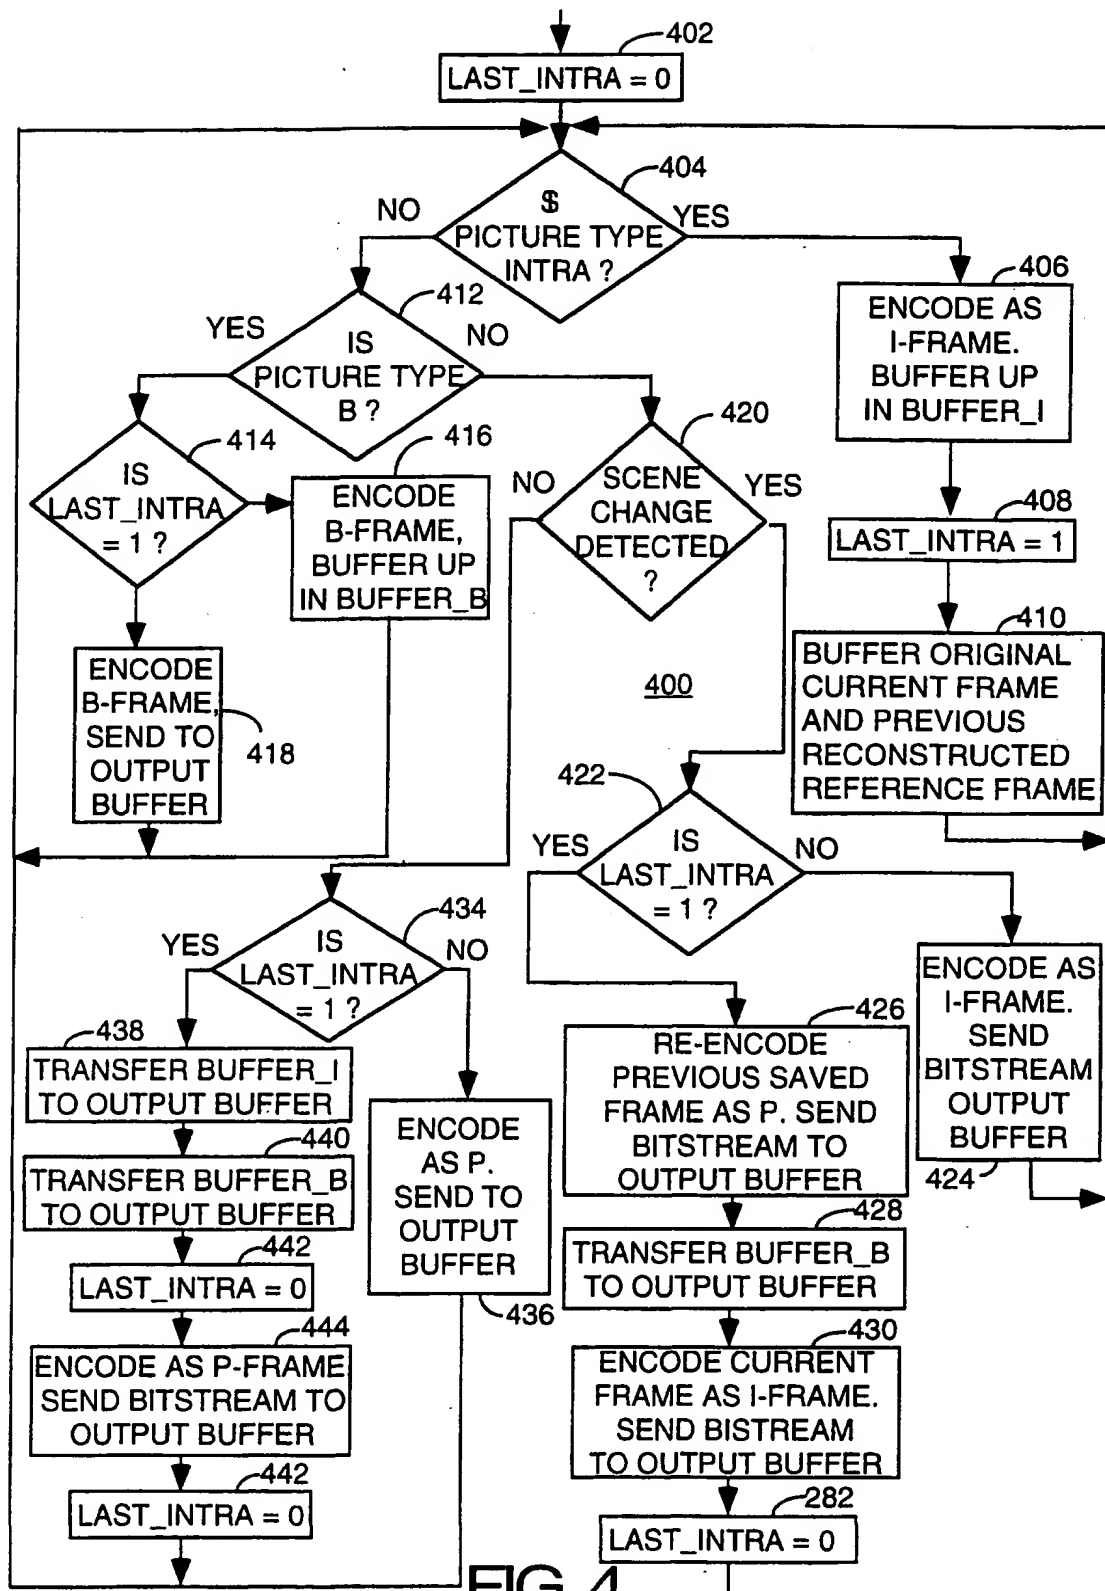 402
LAST_INTRA = 0
404
$
PICTURE TYPE
INTRA ?
NO
YES
406
ENCODE AS
I-FRAME.
BUFFER UP
IN BUFFER_I
412
YES
IS
PICTURE TYPE
B ?
NO
408
LAST_INTRA = 1
414
IS
LAST_INTRA
= 1 ?
416
ENCODE
B-FRAME,
BUFFER UP
IN BUFFER_B
420
NO
SCENE
CHANGE
DETECTED
?
YES
410
BUFFER ORIGINAL
CURRENT FRAME
AND PREVIOUS
RECONSTRUCTED
REFERENCE FRAME
ENCODE
B-FRAME,
SEND TO
OUTPUT
BUFFER
418
400
422
YES
IS
LAST_INTRA
= 1 ?
NO
434
YES
IS
LAST_INTRA
= 1 ?
NO
ENCODE AS
I-FRAME.
SEND
BITSTREAM
OUTPUT
BUFFER
424
438
TRANSFER BUFFER_I
TO OUTPUT BUFFER
426
RE-ENCODE
PREVIOUS SAVED
FRAME AS P. SEND
BITSTREAM TO
OUTPUT BUFFER
440
TRANSFER BUFFER_B
TO OUTPUT BUFFER
ENCODE
AS P.
SEND TO
OUTPUT
BUFFER
436
428
TRANSFER BUFFER_B
TO OUTPUT BUFFER
442
LAST_INTRA = 0
444
ENCODE AS P-FRAME
SEND BITSTREAM TO
OUTPUT BUFFER
430
ENCODE CURRENT
FRAME AS I-FRAME.
SEND BISTREAM
TO OUTPUT BUFFER
442
LAST_INTRA = 0
282
LAST_INTRA = 0
FIG. 4